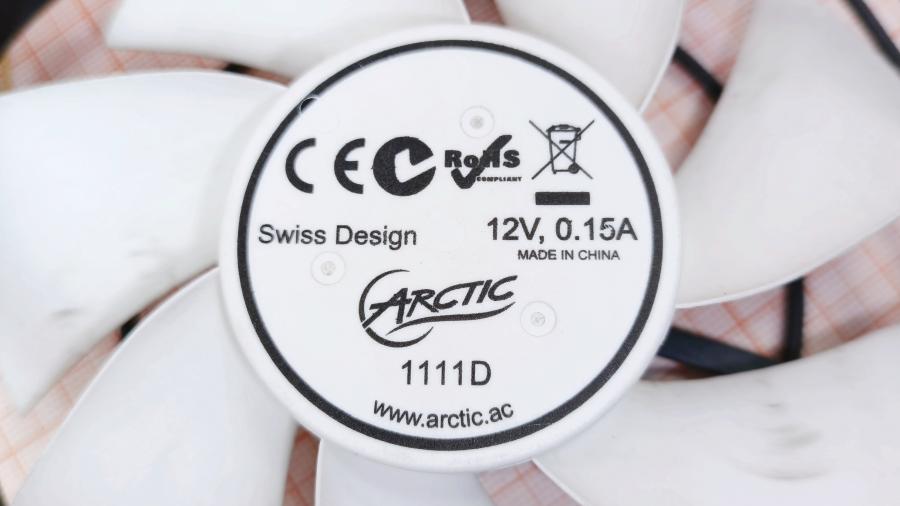 CE RoHS
COMPLIANT
Swiss Design
12V, 0.15A
MADE IN CHINA
ARCTIC
1111D
www.arctic.ac